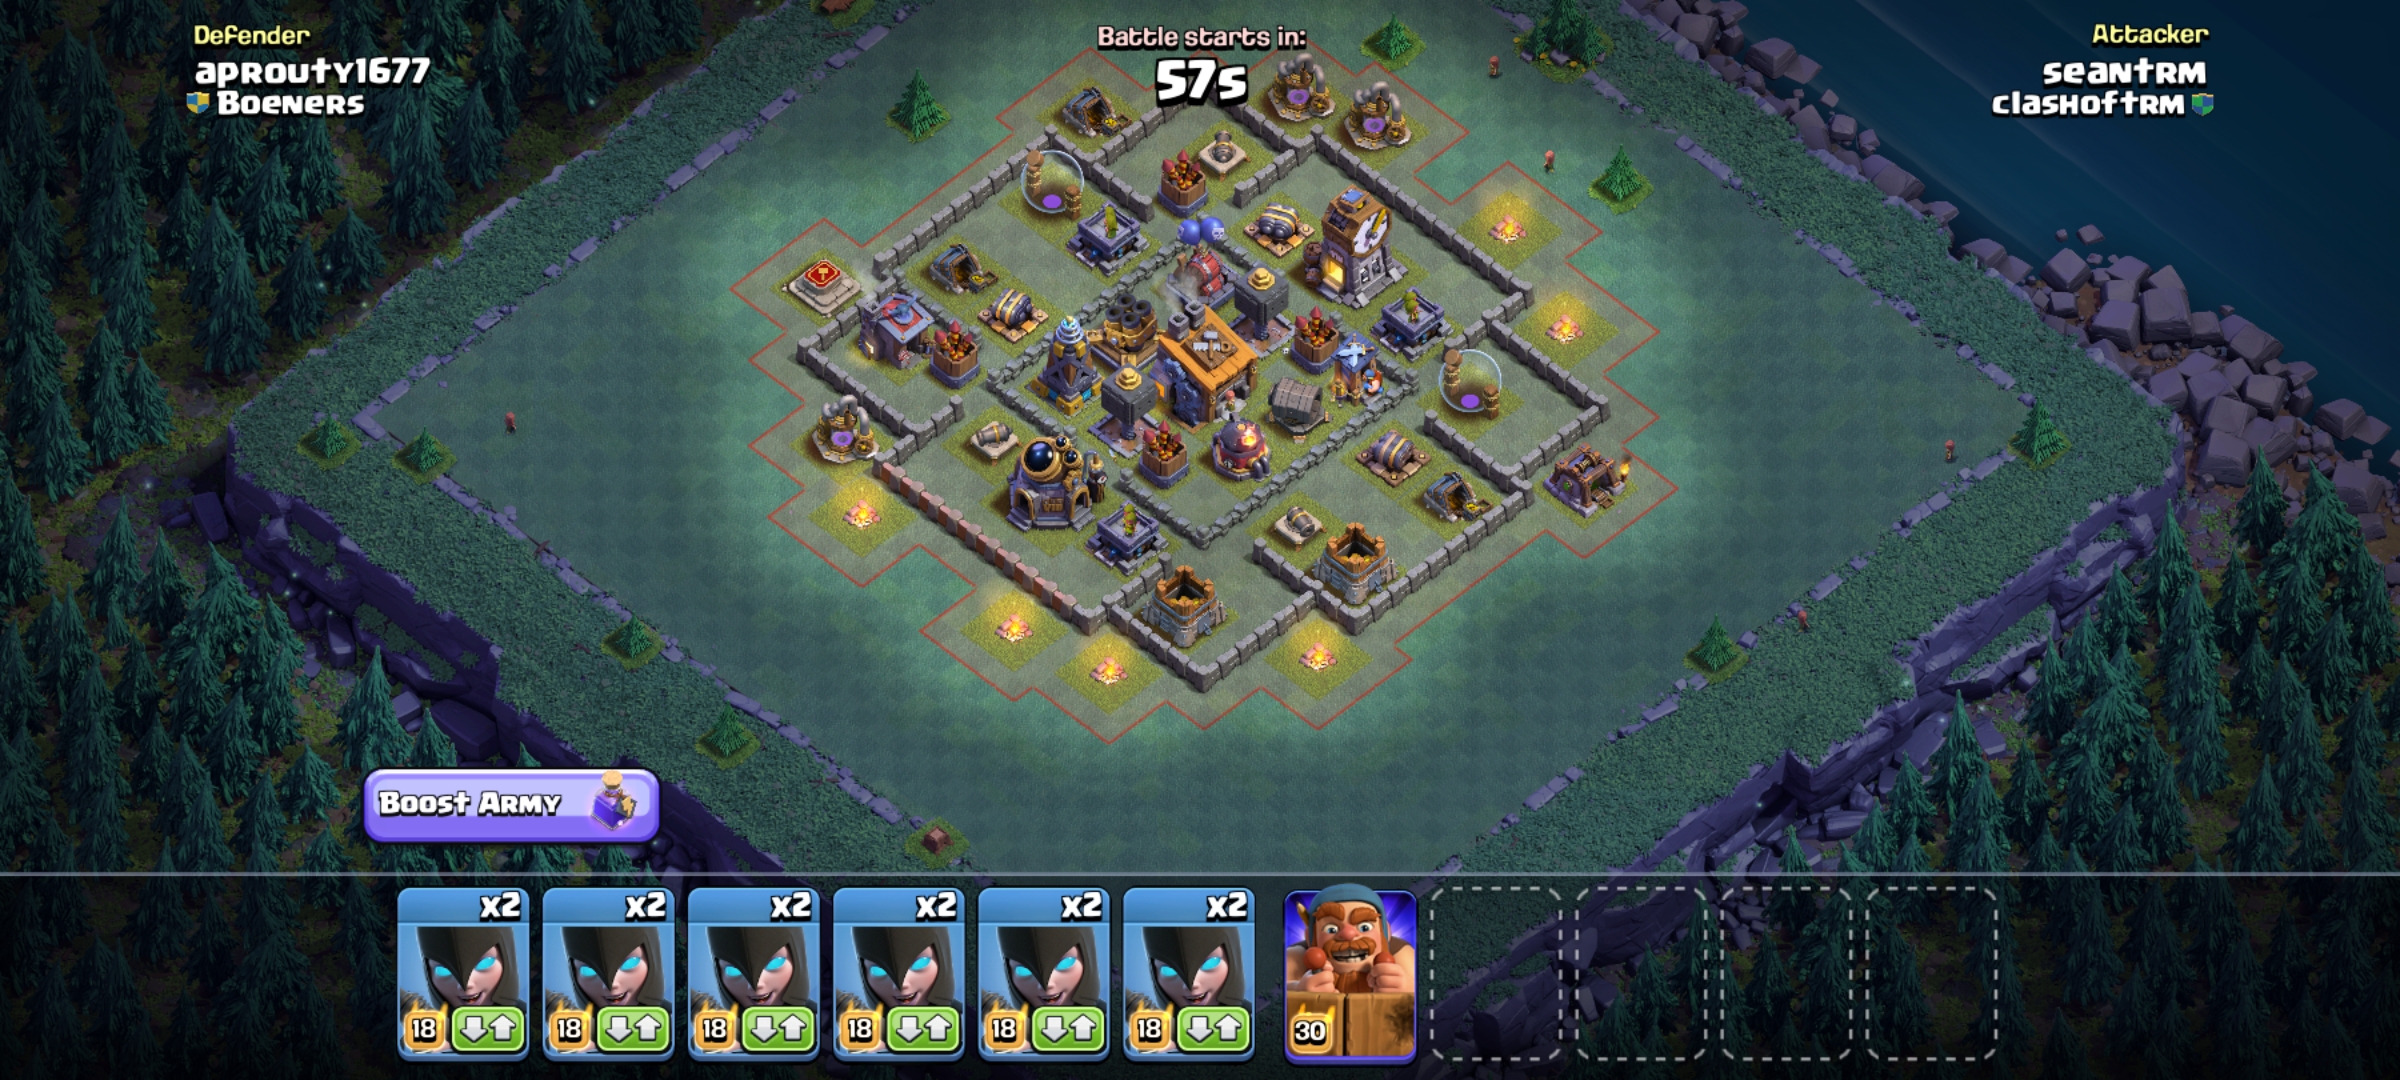 Defender
aprouty1677
Boeners
Battle starts in:
57s
Attacker
seantRM
clashoftRM
Boost Army
x2 x2 x2 x2 x2 x2
18 18 18 18 18 18 30